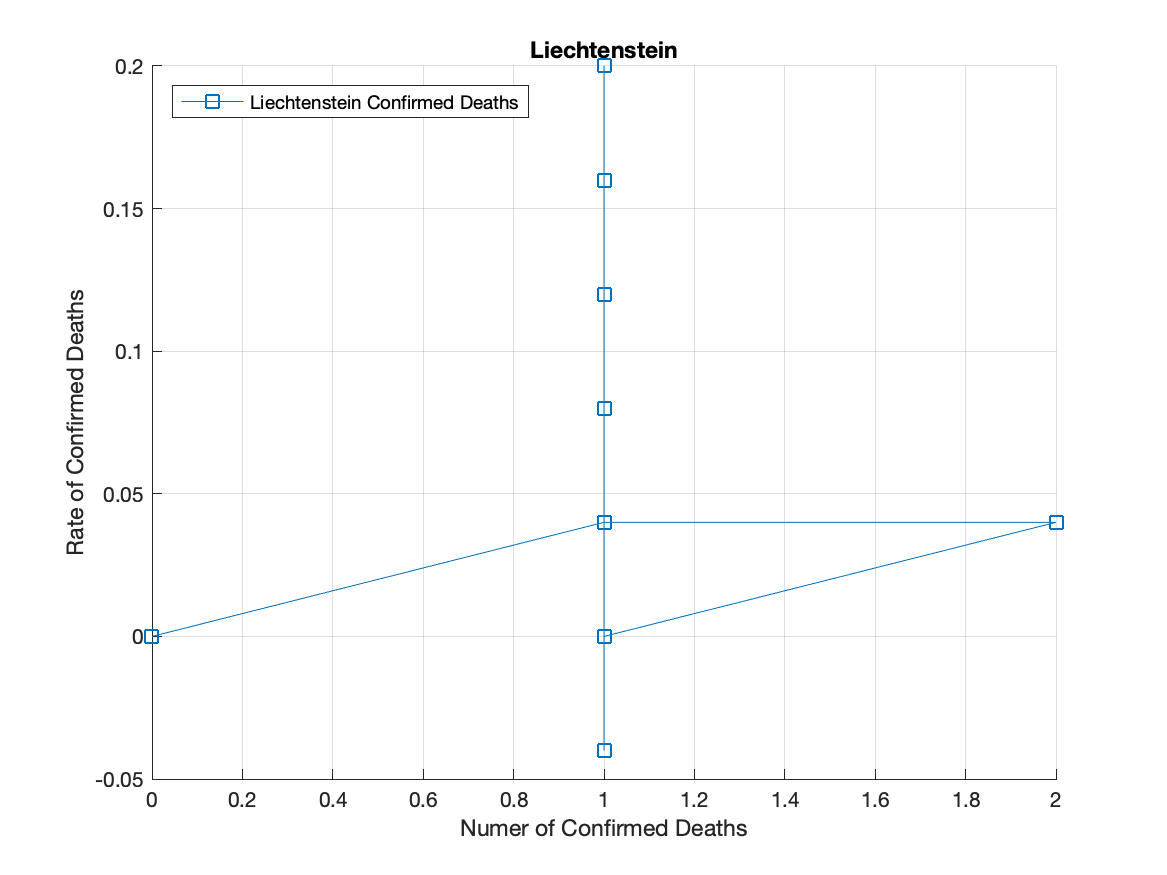 Liechtenstein
0.2
Liechtenstein Confirmed Deaths
0.15
0.1
0.05
0
-0.05
Rate of Confirmed Deaths
0 0.2 0.4 0.6 0.8 1 1.2 1.4 1.6 1.8 2
Numer of Confirmed Deaths